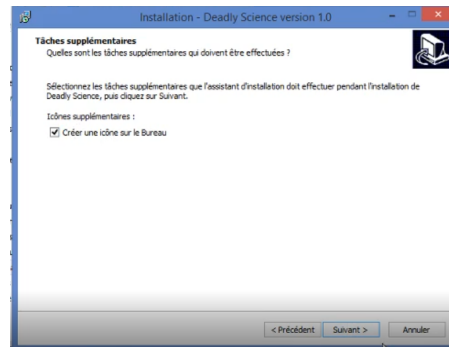 Installation - Deadly Science version 1.0
Tâches supplémentaires
Quelles sont les tâches supplémentaires qui doivent être effectuées ?
Sélectionnez les tâches supplémentaires que l'assistant d'installation doit effectuer pendant l'installation de
Deadly Science, puis cliquez sur Suivant.
Icônes supplémentaires :
Créer une icône sur le Bureau
< Précédent Suivant > Annuler